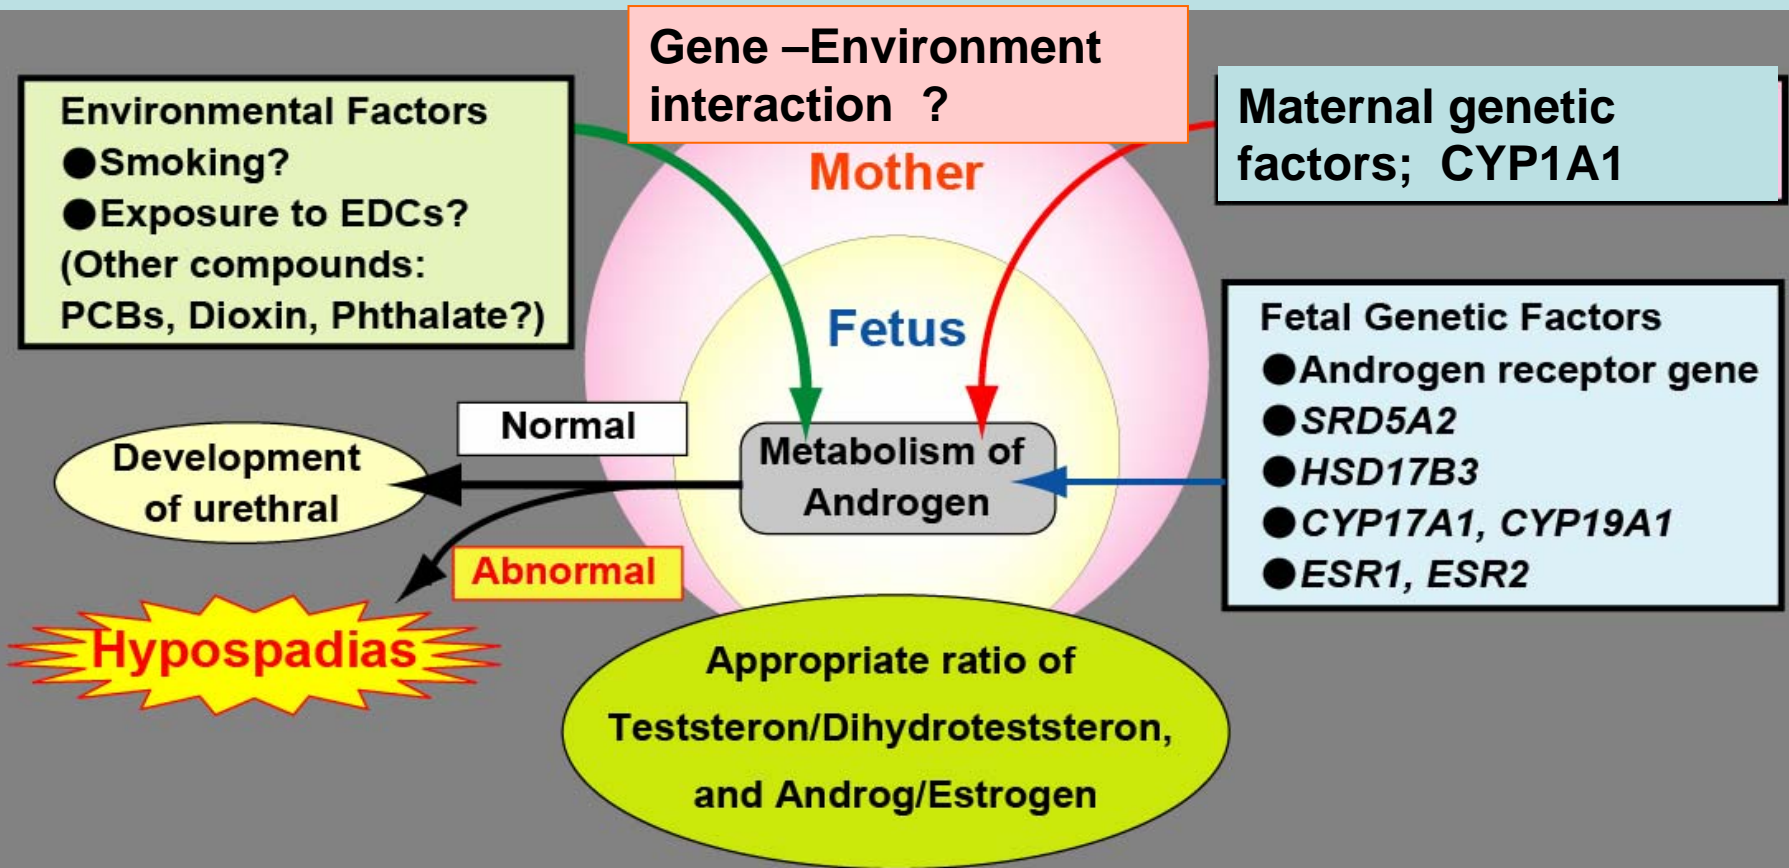 Gene –Environment
interaction ?
Environmental Factors
●Smoking?
●Exposure to EDCs?
(Other compounds:
PCBs, Dioxin, Phthalate?)
Maternal genetic
factors; CYP1A1
Mother
Fetus
Fetal Genetic Factors
●Androgen receptor gene
●SRD5A2
●HSD17B3
●CYP17A1, CYP19A1
●ESR1, ESR2
Metabolism of
Androgen
Normal
Development
of urethral
Abnormal
Hypospadias
Appropriate ratio of
Teststeron/Dihydroteststeron,
and Androg/Estrogen